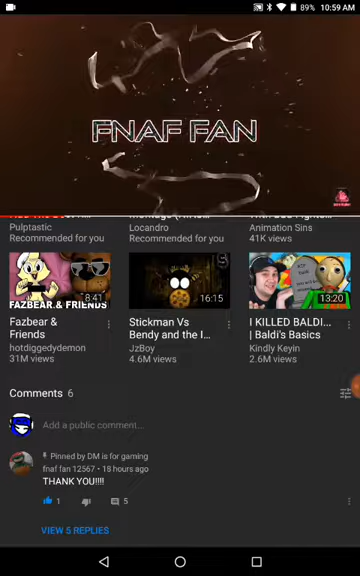 89% 10:59 AM
FNAF FAN
Pulptastic
Recommended for you
Locandro
Recommended for you
Animation Sins
41K views
FAZBEAR & FRIENDS
8:41
16:15
13:20
Fazbear &
Friends
hotdiggedydemon
31M views
Stickman Vs
Bendy and the I...
JzBoy
4.6M views
I KILLED BALDI...
| Baldi's Basics
Kindly Keyin
2.6M views
Comments 6
Add a public comment...
Pinned by DM is for gaming
fnaf fan 12567 • 18 hours ago
THANK YOU!!!!
1
5
VIEW 5 REPLIES